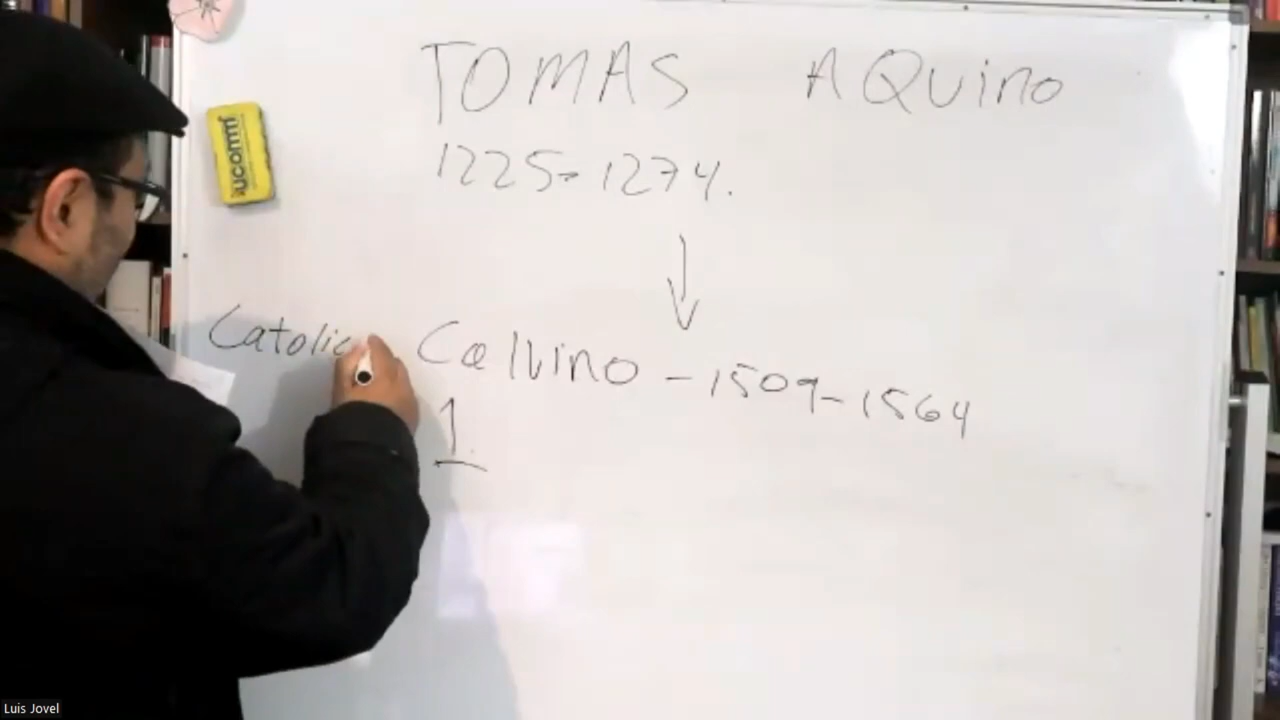 TOMAS AQuino
1225-1274.
Catolic
Calvino - 1509-1564
1
ucomm
Luis Jovel